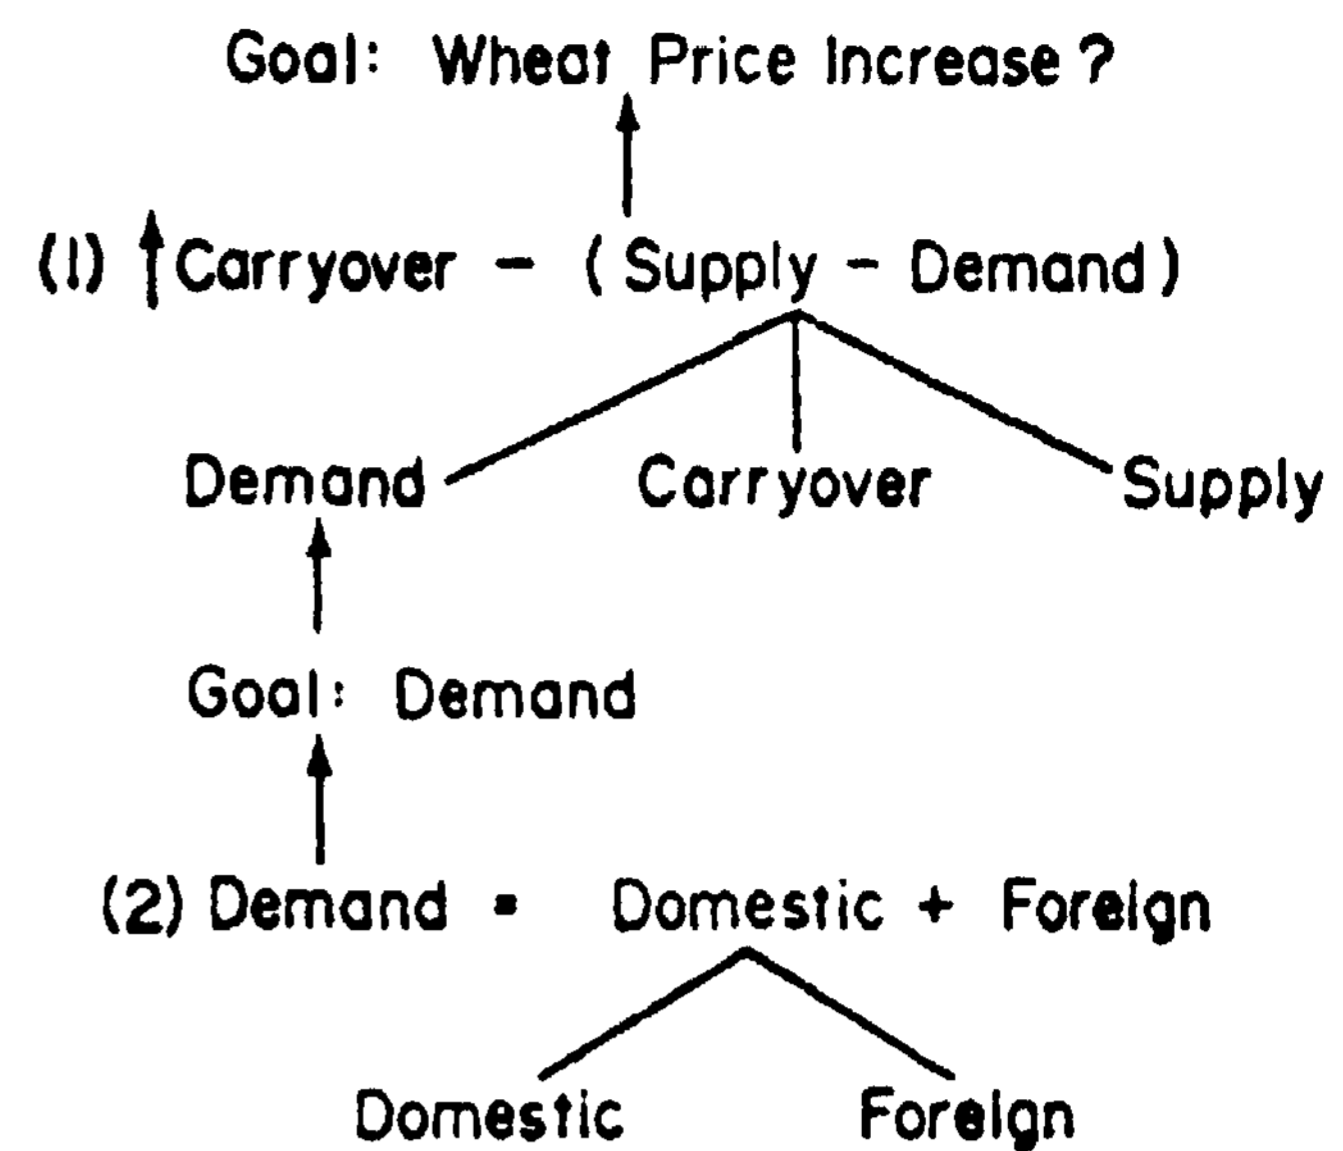 Goal: Wheat Price Increase?
(1) ↑ Carryover - (Supply - Demand)
Demand Carryover Supply
Goal: Demand
(2) Demand = Domestic + Foreign
Domestic Foreign